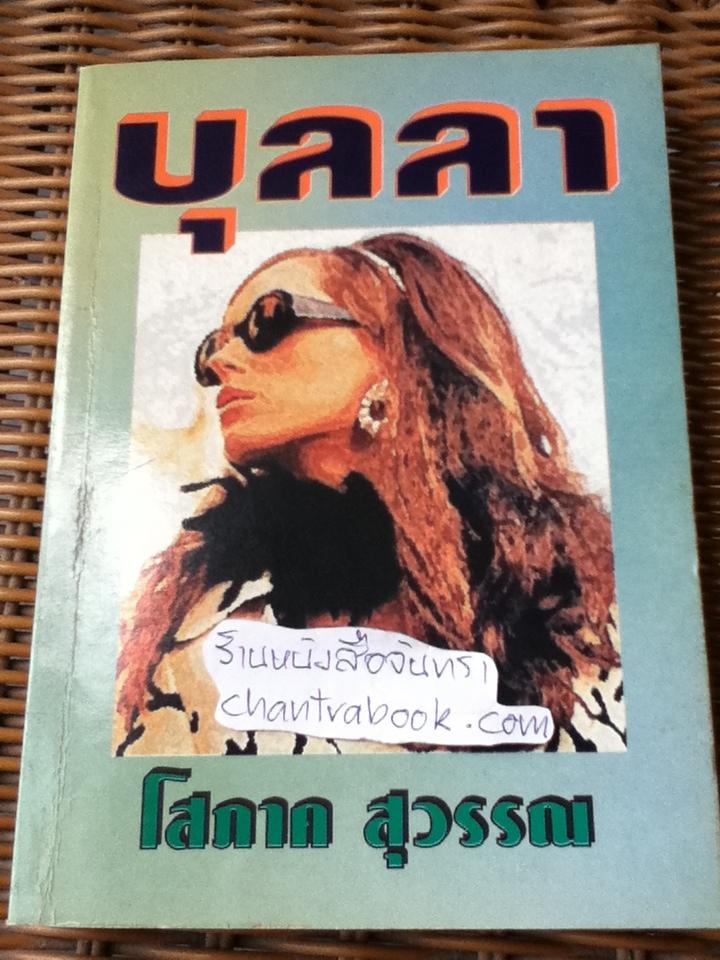 บุลลา
ร้านหนังสือจันทรา
chantrabook.com
โสภาค สุวรรณ